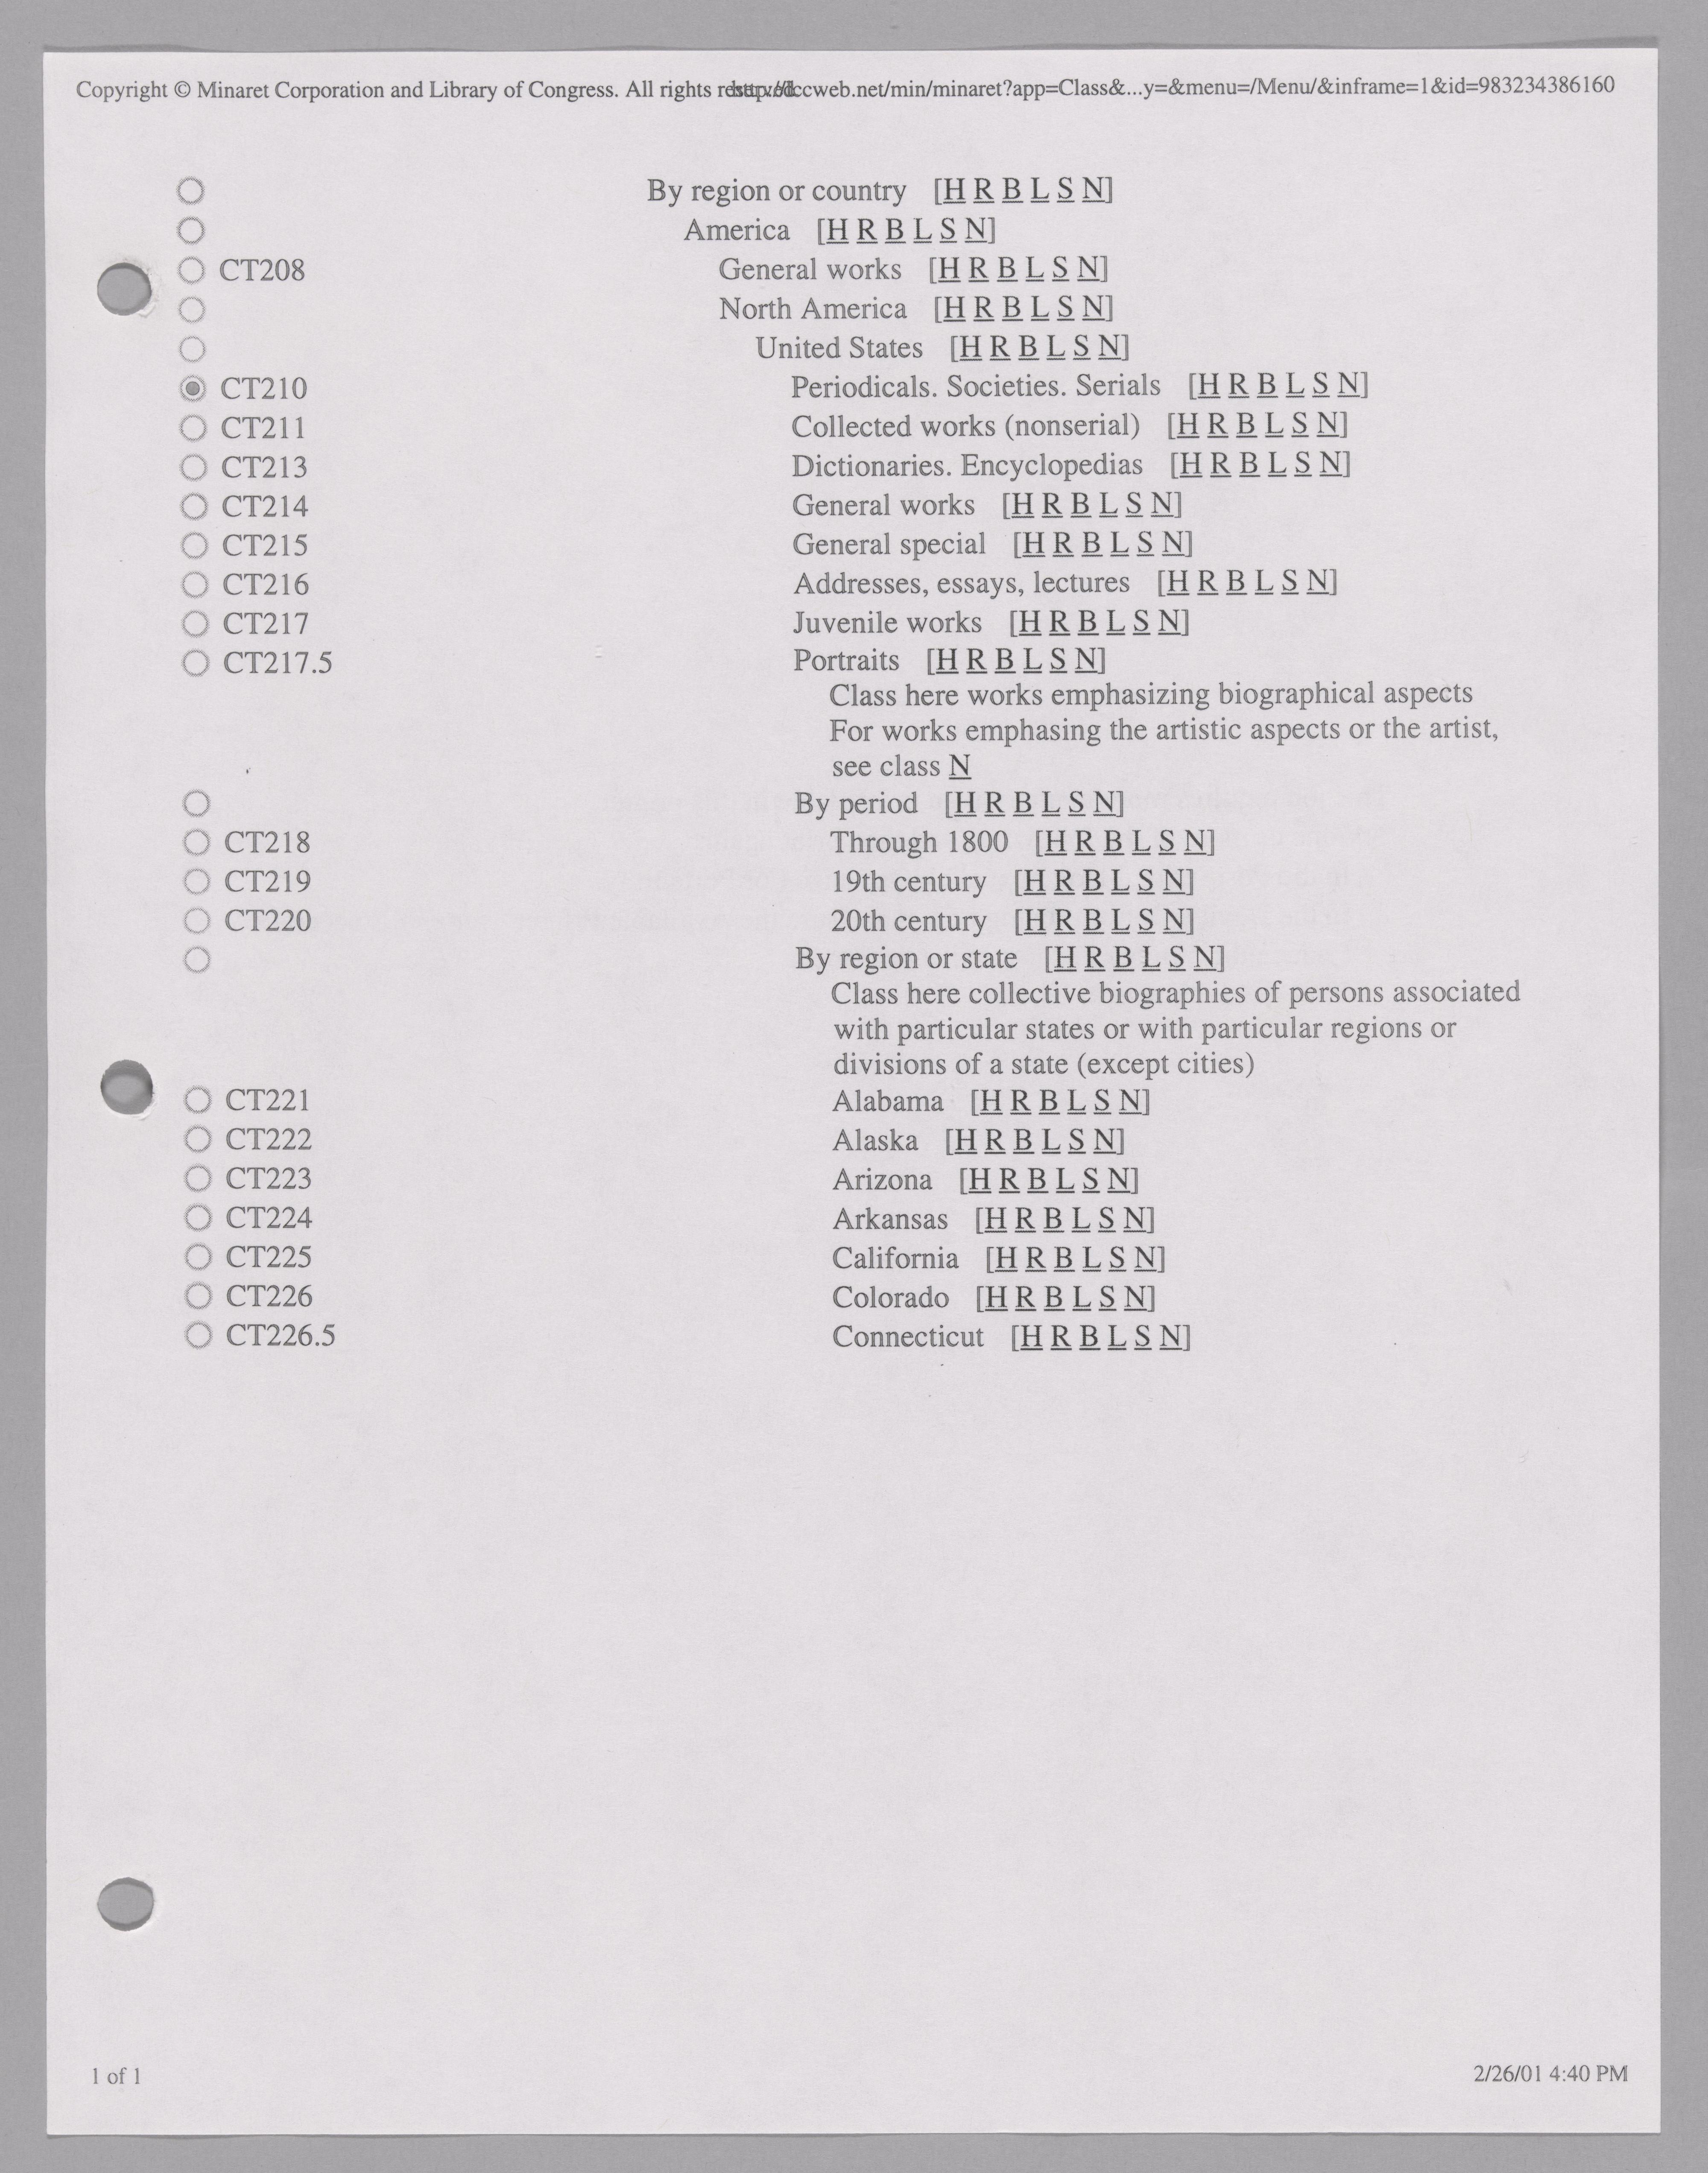 Copyright © Minaret Corporation and Library of Congress. All rights reserved. http://lccweb.net/min/minaret?app=Class&...y=&menu=/Menu/&inframe=1&id=983234386160
By region or country [H R B L S N]
America [H R B L S N]
CT208 General works [H R B L S N]
North America [H R B L S N]
United States [H R B L S N]
CT210 Periodicals. Societies. Serials [H R B L S N]
CT211 Collected works (nonserial) [H R B L S N]
CT213 Dictionaries. Encyclopedias [H R B L S N]
CT214 General works [H R B L S N]
CT215 General special [H R B L S N]
CT216 Addresses, essays, lectures [H R B L S N]
CT217 Juvenile works [H R B L S N]
CT217.5 Portraits [H R B L S N]
Class here works emphasizing biographical aspects
For works emphasing the artistic aspects or the artist,
see class N
By period [H R B L S N]
CT218 Through 1800 [H R B L S N]
CT219 19th century [H R B L S N]
CT220 20th century [H R B L S N]
By region or state [H R B L S N]
Class here collective biographies of persons associated
with particular states or with particular regions or
divisions of a state (except cities)
CT221 Alabama [H R B L S N]
CT222 Alaska [H R B L S N]
CT223 Arizona [H R B L S N]
CT224 Arkansas [H R B L S N]
CT225 California [H R B L S N]
CT226 Colorado [H R B L S N]
CT226.5 Connecticut [H R B L S N]
1 of 1 2/26/01 4:40 PM